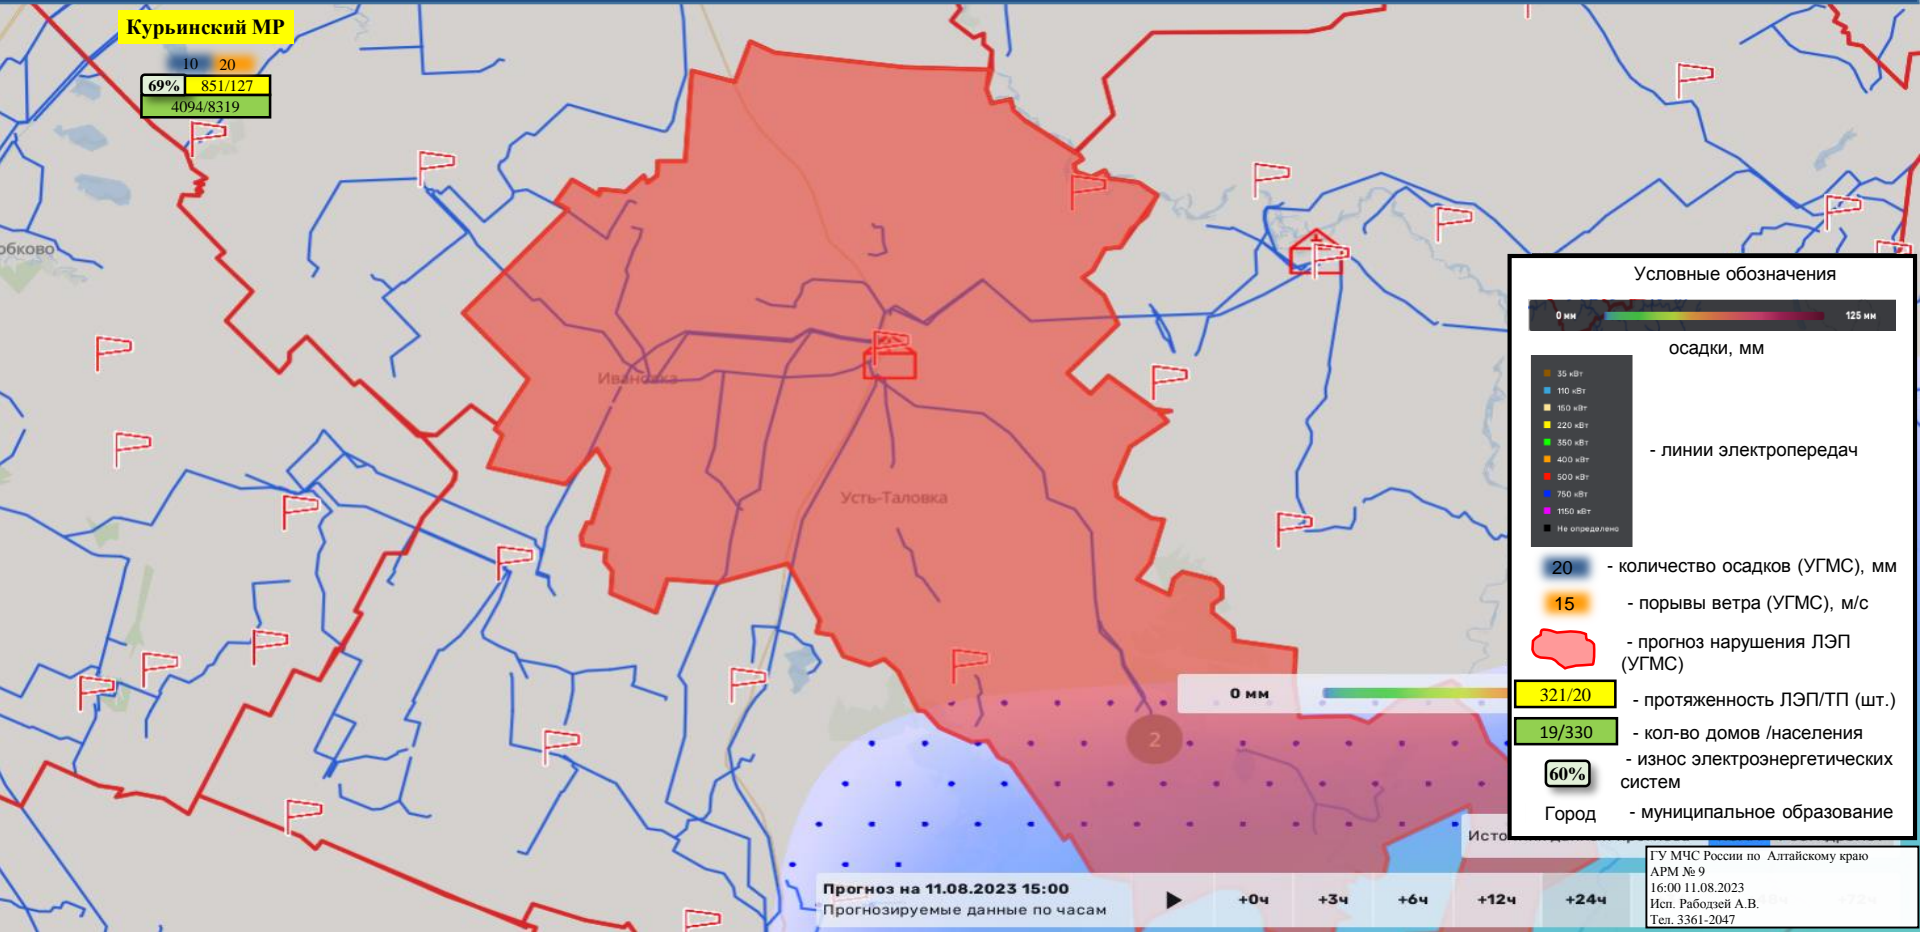 Курьинский МР
10 20
69% 851/127
4094/8319
обково
Ивановка
Усть-Таловка
2
0 мм
Прогноз на 11.08.2023 15:00
Прогнозируемые данные по часам
+0ч +3ч +6ч +12ч +24ч
Условные обозначения
0 мм 125 мм
осадки, мм
35 кВт
110 кВт
150 кВт
220 кВт
350 кВт
400 кВт
500 кВт
750 кВт
1150 кВт
Не определено
- линии электропередач
20 - количество осадков (УГМС), мм
15 - порывы ветра (УГМС), м/с
- прогноз нарушения ЛЭП
(УГМС)
321/20 - протяженность ЛЭП/ТП (шт.)
19/330 - кол-во домов /населения
60% - износ электроэнергетических
систем
Город - муниципальное образование
ГУ МЧС России по Алтайскому краю
АРМ № 9
16:00 11.08.2023
Исп. Рабодзей А.В.
Тел. 3361-2047